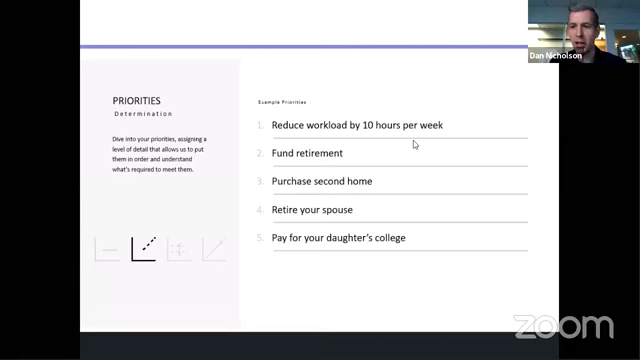 Dan Nicholson
PRIORITIES
Determination
Dive into your priorities, assigning a
level of detail that allows us to put
them in order and understand
what's required to meet them.
Example Priorities
1. Reduce workload by 10 hours per week
2. Fund retirement
3. Purchase second home
4. Retire your spouse
5. Pay for your daughter's college
zoom